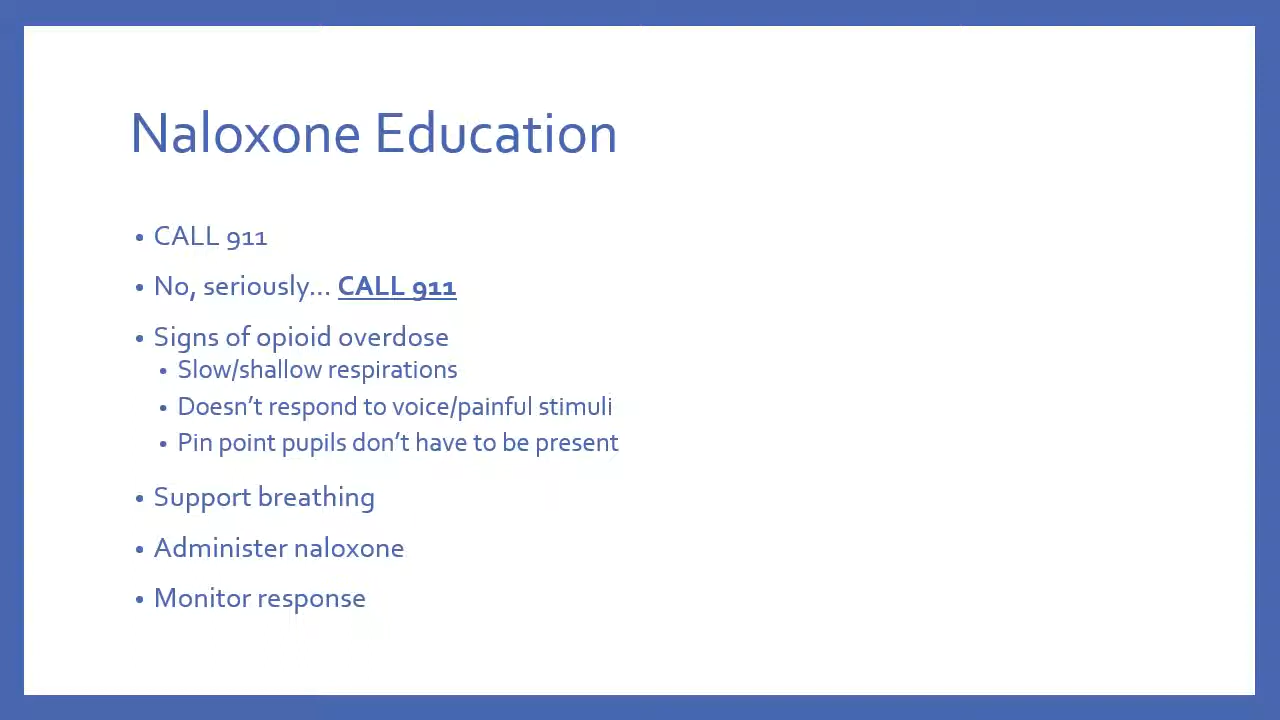 Naloxone Education
• CALL 911
• No, seriously... CALL 911
• Signs of opioid overdose
• Slow/shallow respirations
• Doesn't respond to voice/painful stimuli
• Pin point pupils don't have to be present
• Support breathing
• Administer naloxone
• Monitor response